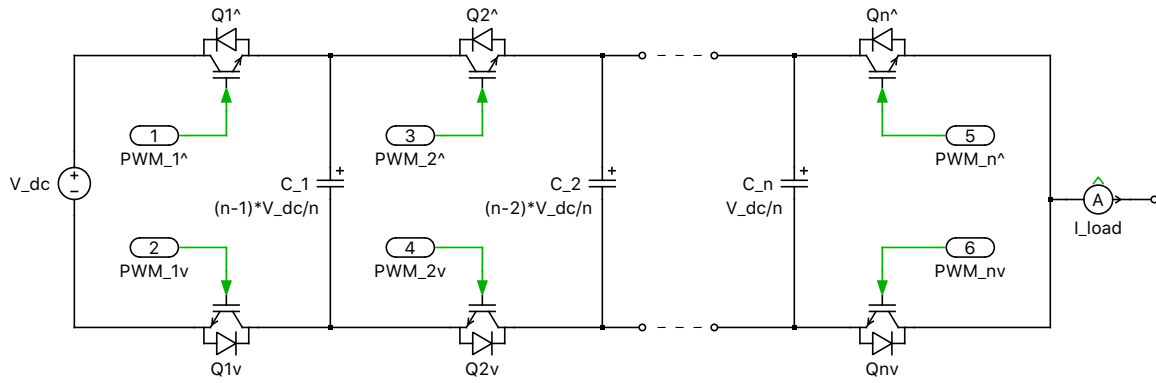 Q1^
Q2^
Qn^
1
PWM_1^
3
PWM_2^
5
PWM_n^
V_dc
+
−
+
C_1
(n-1)*V_dc/n
+
C_2
(n-2)*V_dc/n
+
C_n
V_dc/n
A
I_load
2
PWM_1v
4
PWM_2v
6
PWM_nv
Q1v
Q2v
Qnv